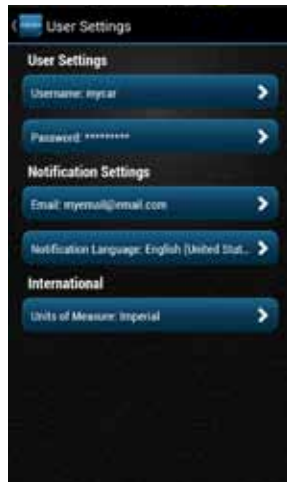 User Settings
User Settings
Username: mycar
Password: *********
Notification Settings
Email: myemail@email.com
Notification Language: English (United Stat...
International
Units of Measure: Imperial